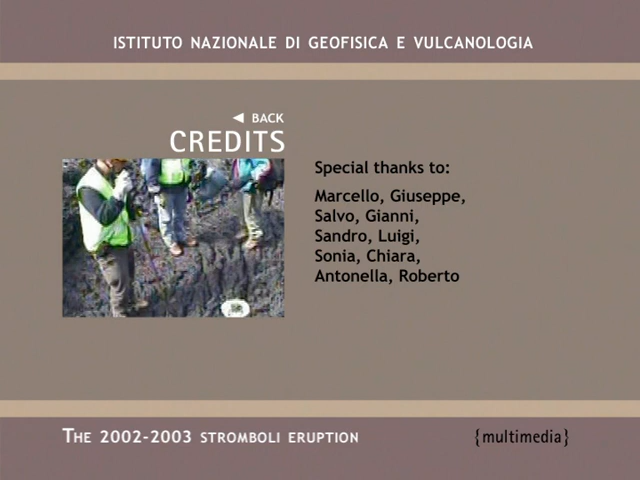 ISTITUTO NAZIONALE DI GEOFISICA E VULCANOLOGIA
◄ BACK
CREDITS
Special thanks to:
Marcello, Giuseppe,
Salvo, Gianni,
Sandro, Luigi,
Sonia, Chiara,
Antonella, Roberto
THE 2002-2003 STROMBOLI ERUPTION
{multimedia}